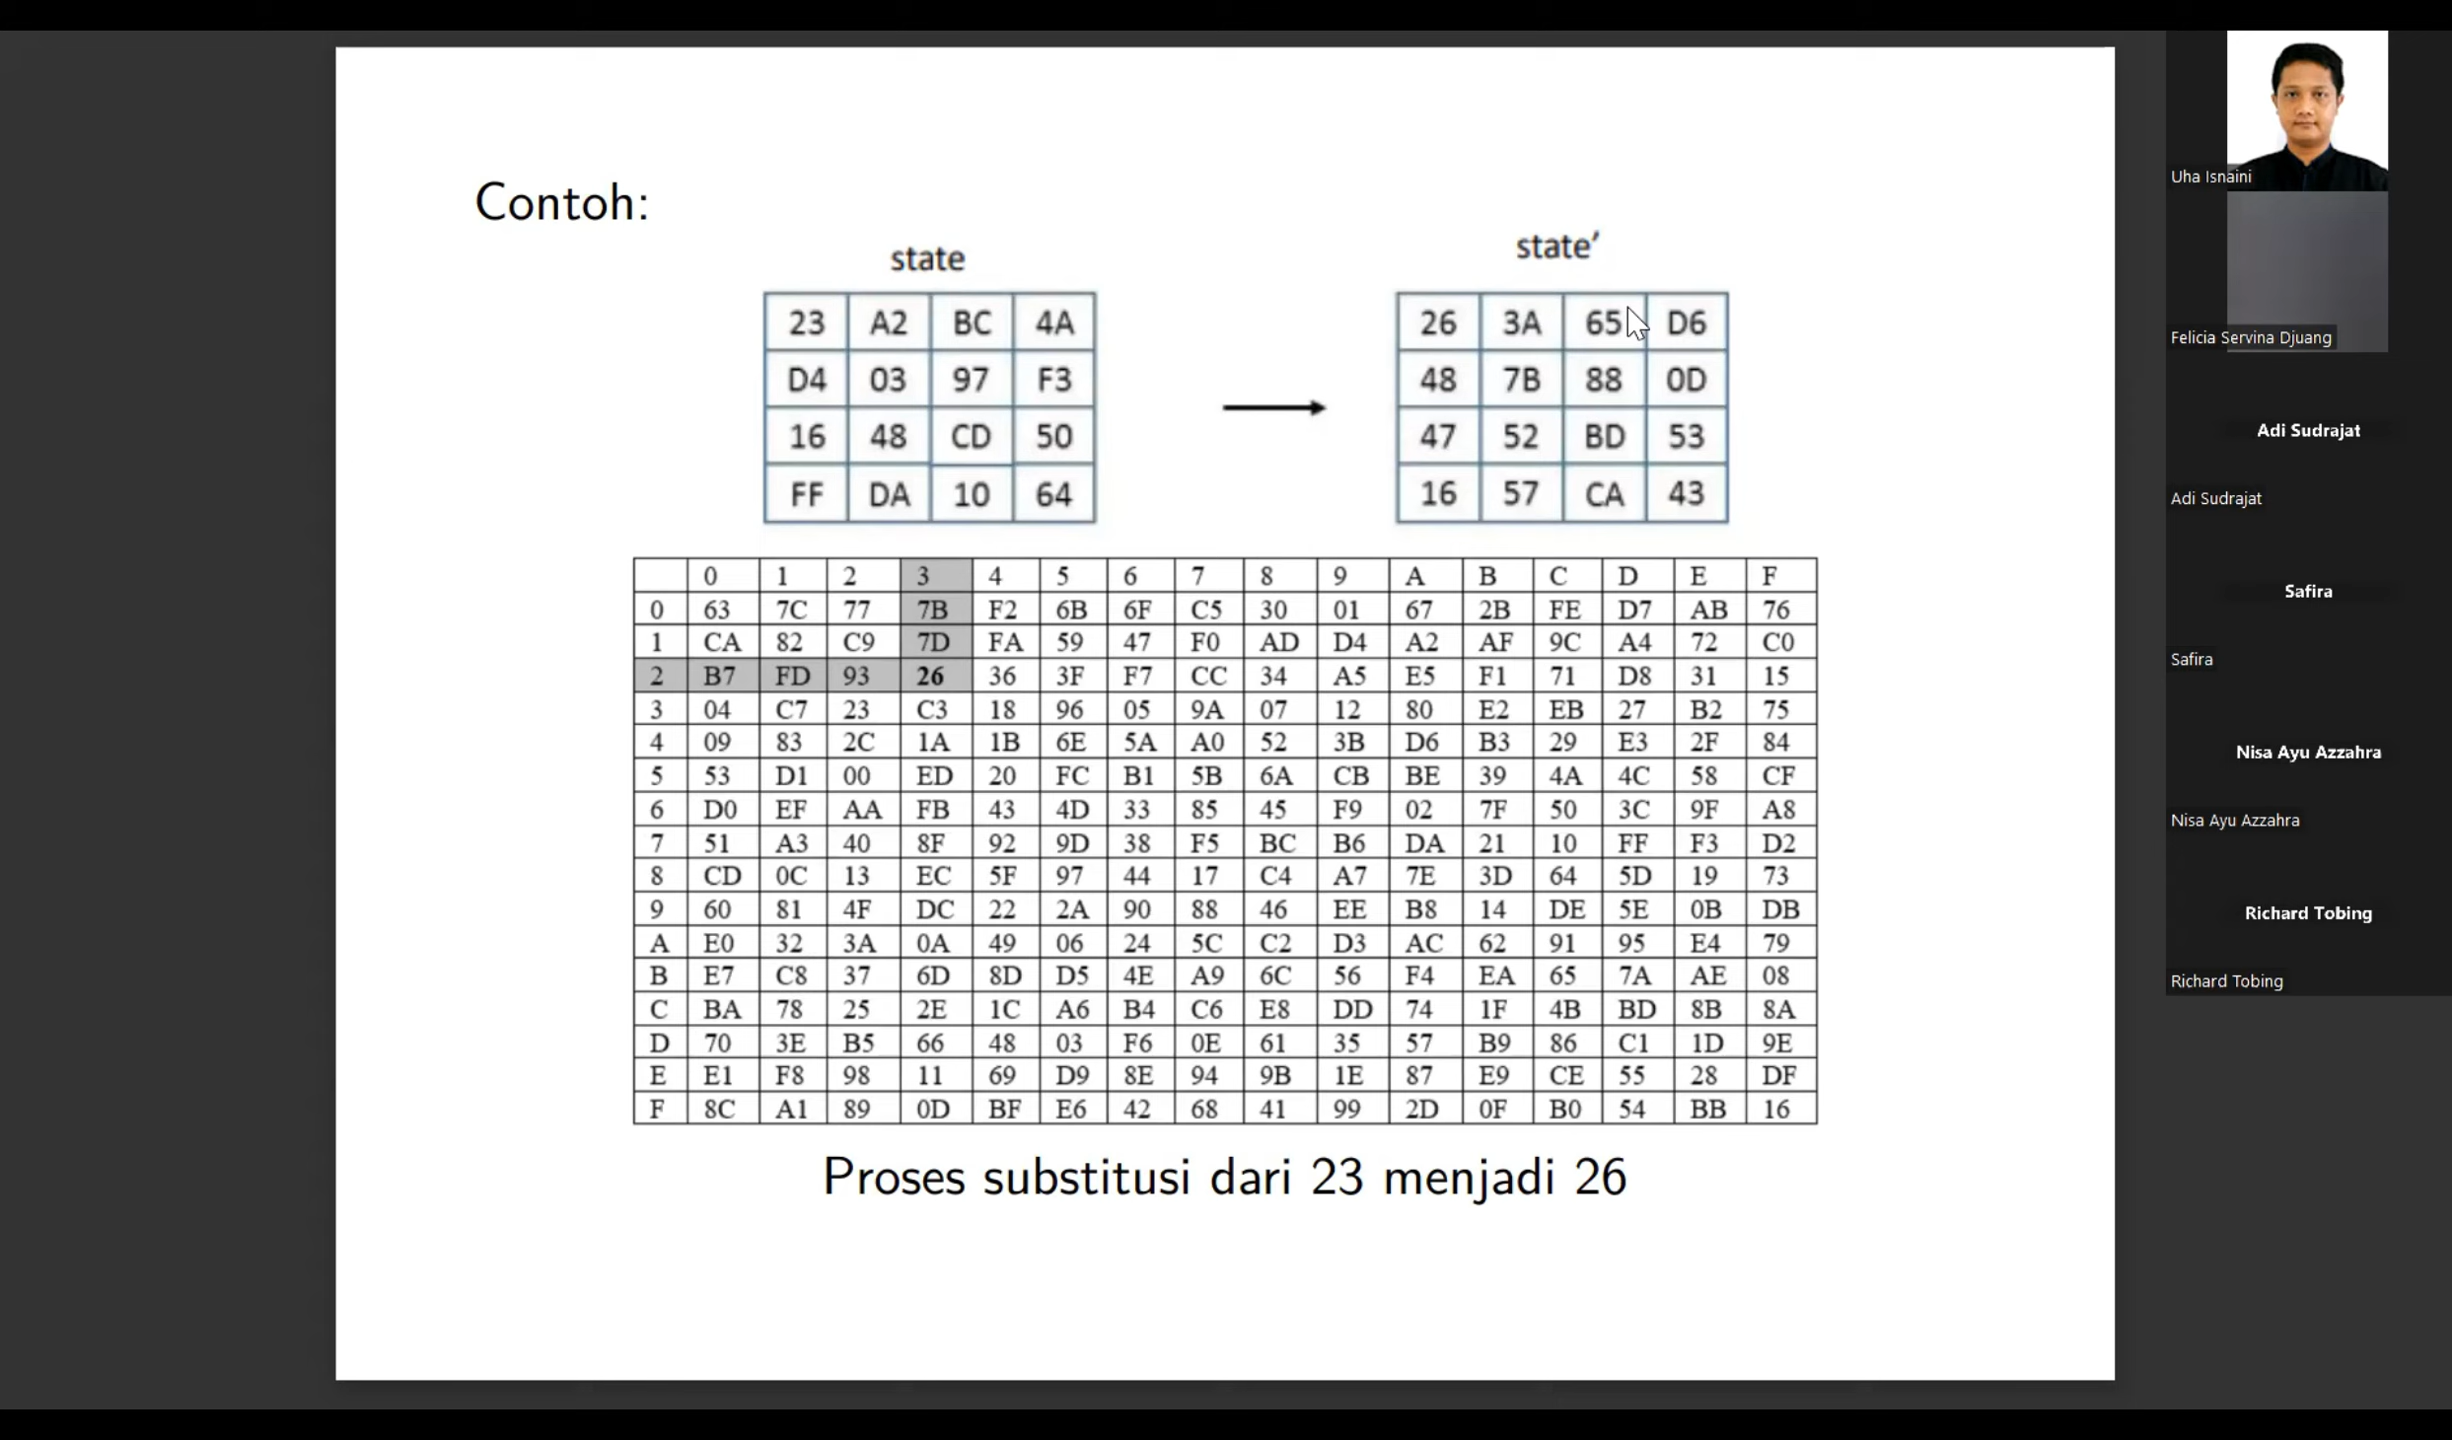 Contoh:
state
state′
23 A2 BC 4A
D4 03 97 F3
16 48 CD 50
FF DA 10 64
26 3A 65 D6
48 7B 88 0D
47 52 BD 53
16 57 CA 43
0 1 2 3 4 5 6 7 8 9 A B C D E F
0 63 7C 77 7B F2 6B 6F C5 30 01 67 2B FE D7 AB 76
1 CA 82 C9 7D FA 59 47 F0 AD D4 A2 AF 9C A4 72 C0
2 B7 FD 93 26 36 3F F7 CC 34 A5 E5 F1 71 D8 31 15
3 04 C7 23 C3 18 96 05 9A 07 12 80 E2 EB 27 B2 75
4 09 83 2C 1A 1B 6E 5A A0 52 3B D6 B3 29 E3 2F 84
5 53 D1 00 ED 20 FC B1 5B 6A CB BE 39 4A 4C 58 CF
6 D0 EF AA FB 43 4D 33 85 45 F9 02 7F 50 3C 9F A8
7 51 A3 40 8F 92 9D 38 F5 BC B6 DA 21 10 FF F3 D2
8 CD 0C 13 EC 5F 97 44 17 C4 A7 7E 3D 64 5D 19 73
9 60 81 4F DC 22 2A 90 88 46 EE B8 14 DE 5E 0B DB
A E0 32 3A 0A 49 06 24 5C C2 D3 AC 62 91 95 E4 79
B E7 C8 37 6D 8D D5 4E A9 6C 56 F4 EA 65 7A AE 08
C BA 78 25 2E 1C A6 B4 C6 E8 DD 74 1F 4B BD 8B 8A
D 70 3E B5 66 48 03 F6 0E 61 35 57 B9 86 C1 1D 9E
E E1 F8 98 11 69 D9 8E 94 9B 1E 87 E9 CE 55 28 DF
F 8C A1 89 0D BF E6 42 68 41 99 2D 0F B0 54 BB 16
Proses substitusi dari 23 menjadi 26
Uha Isnaini
Felicia Servina Djuang
Adi Sudrajat
Adi Sudrajat
Safira
Safira
Nisa Ayu Azzahra
Nisa Ayu Azzahra
Richard Tobing
Richard Tobing